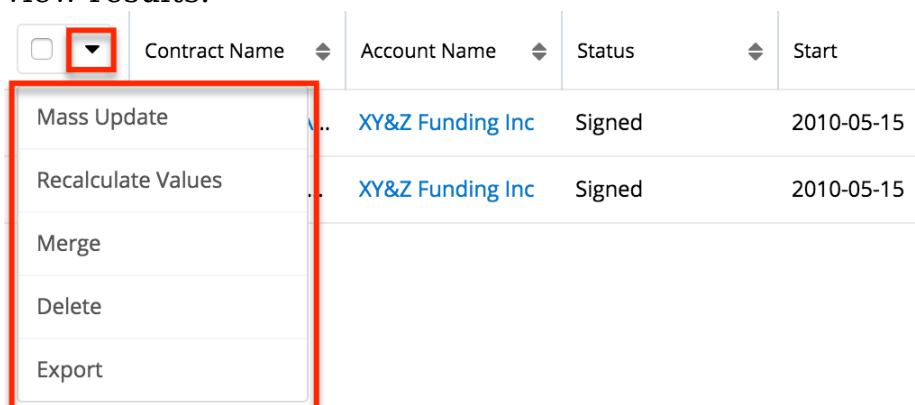 Contract Name Account Name Status Start
Mass Update XY&Z Funding Inc Signed 2010-05-15
Recalculate Values XY&Z Funding Inc Signed 2010-05-15
Merge
Delete
Export